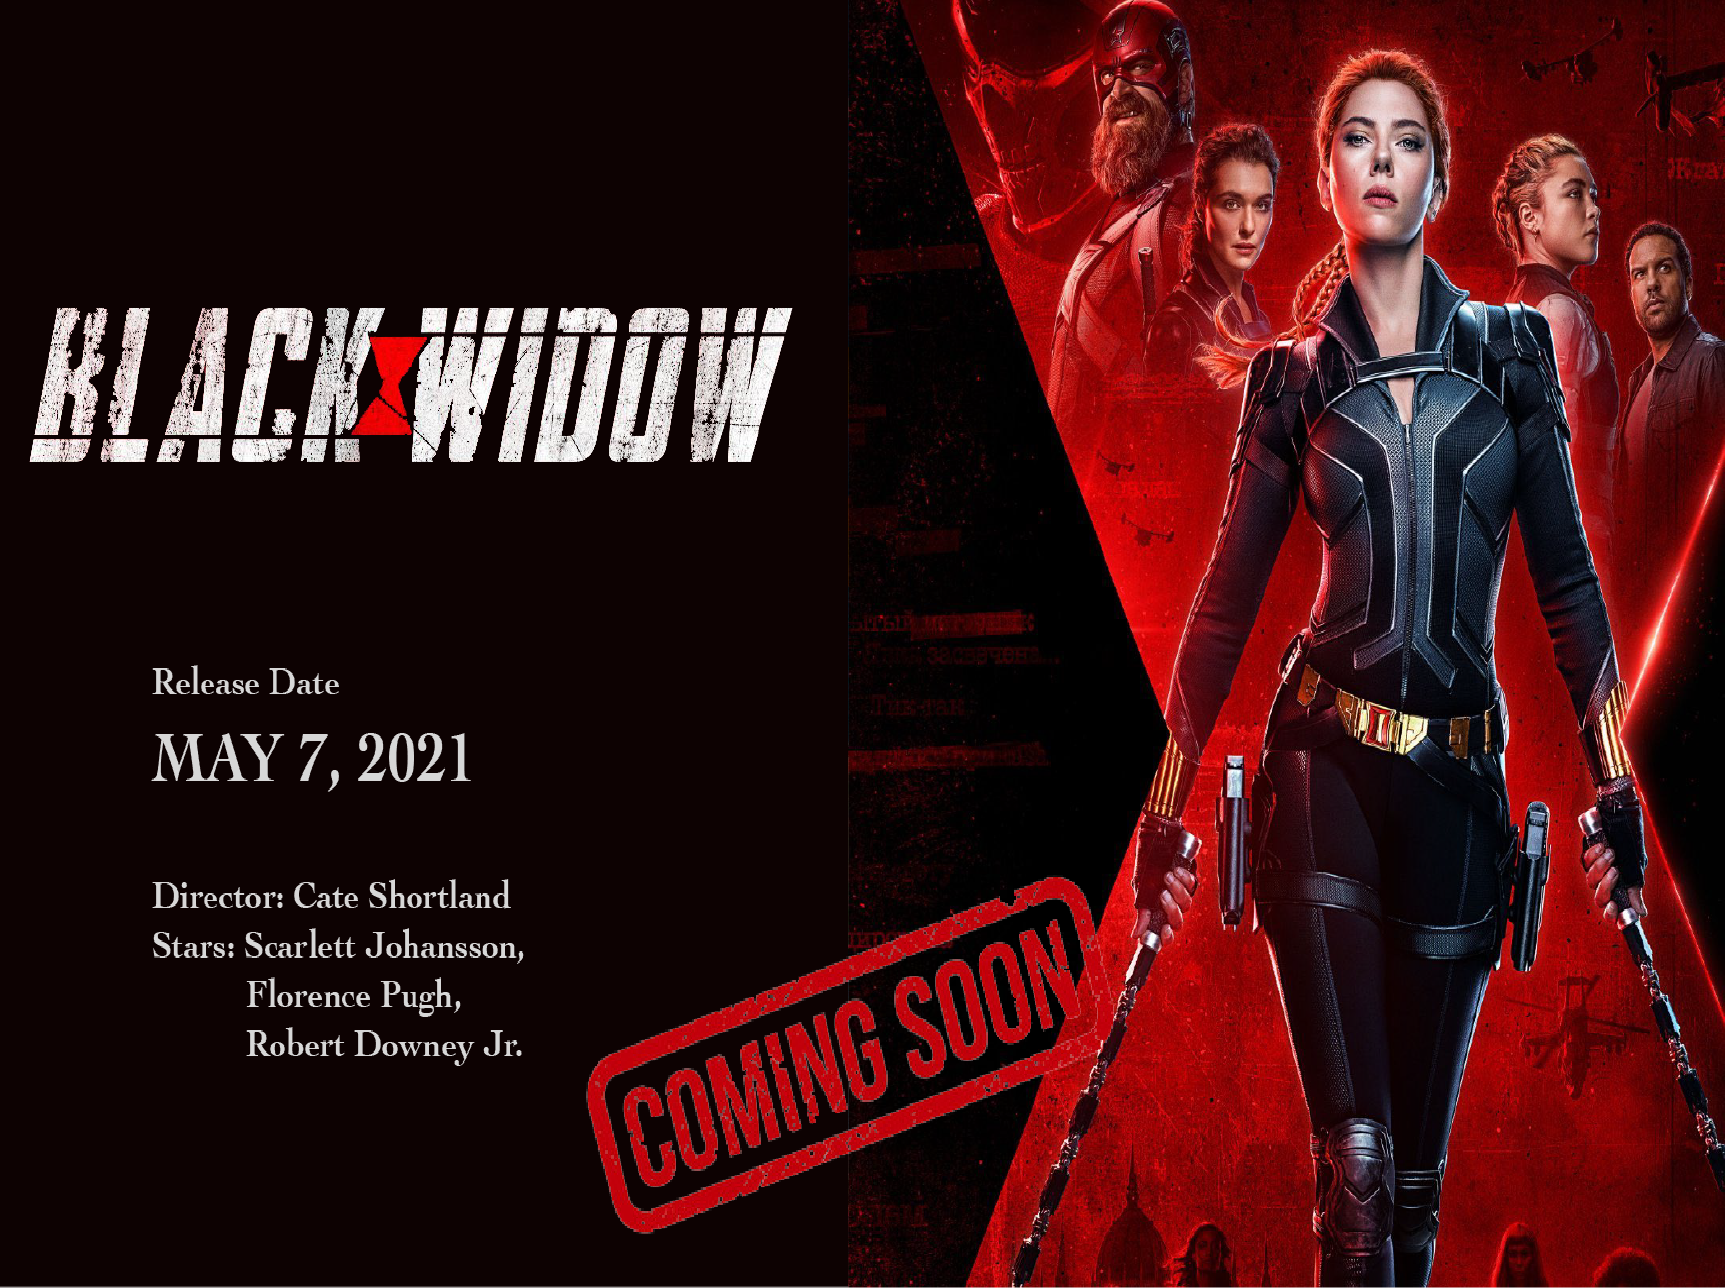 BLACK WIDOW
Release Date
MAY 7, 2021
Director: Cate Shortland
Stars: Scarlett Johansson,
Florence Pugh,
Robert Downey Jr.
COMING SOON